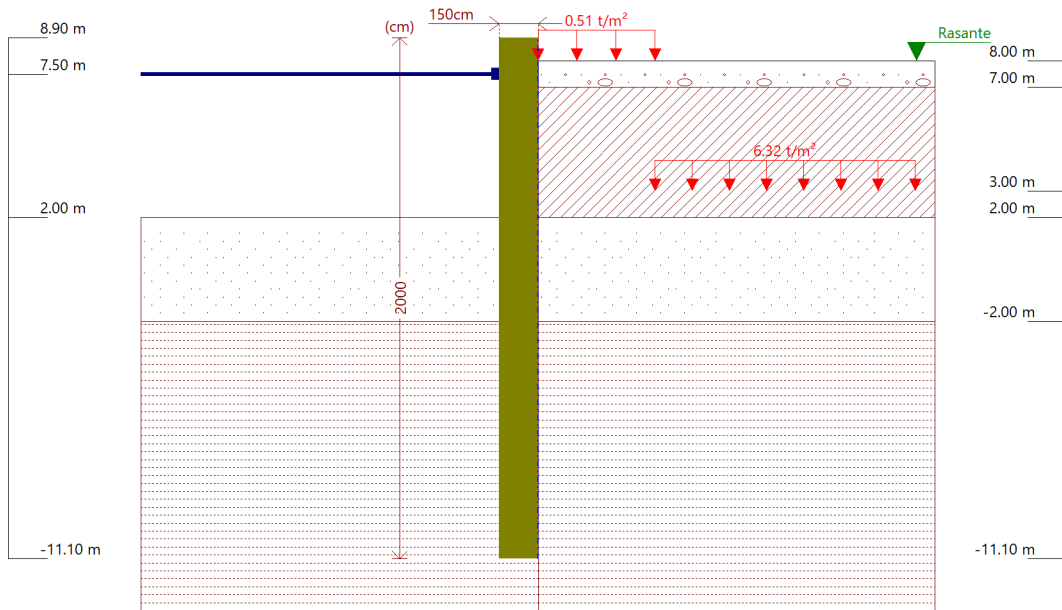 150cm
(cm)
0.51 t/m²
Rasante
8.90 m
8.00 m
7.50 m
7.00 m
6.32 t/m²
3.00 m
2.00 m
2.00 m
2000
-2.00 m
-11.10 m
-11.10 m